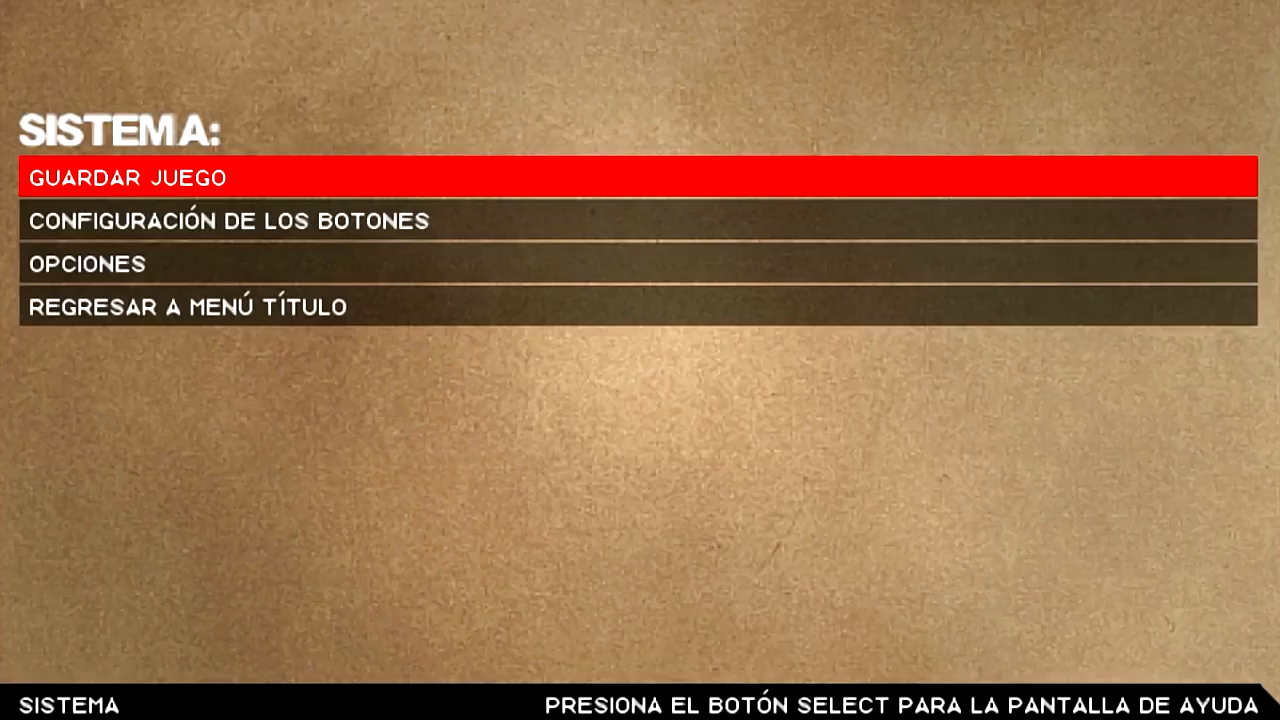 SISTEMA:
GUARDAR JUEGO
CONFIGURACIÓN DE LOS BOTONES
OPCIONES
REGRESAR A MENÚ TÍTULO
SISTEMA
PRESIONA EL BOTÓN SELECT PARA LA PANTALLA DE AYUDA